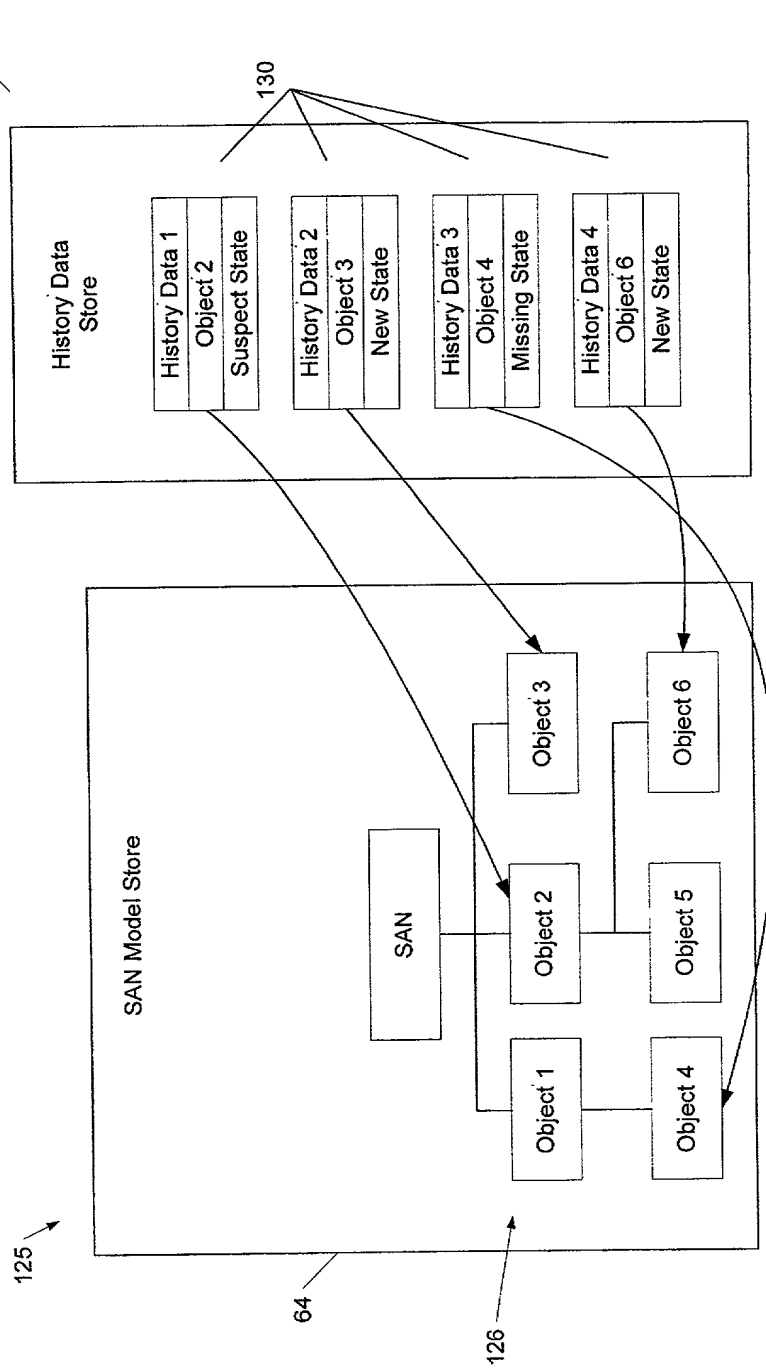 125
64
126
SAN Model Store
SAN
Object 1
Object 2
Object 3
Object 4
Object 5
Object 6
130
History Data
Store
History Data 1
Object 2
Suspect State
History Data 2
Object 3
New State
History Data 3
Object 4
Missing State
History Data 4
Object 6
New State